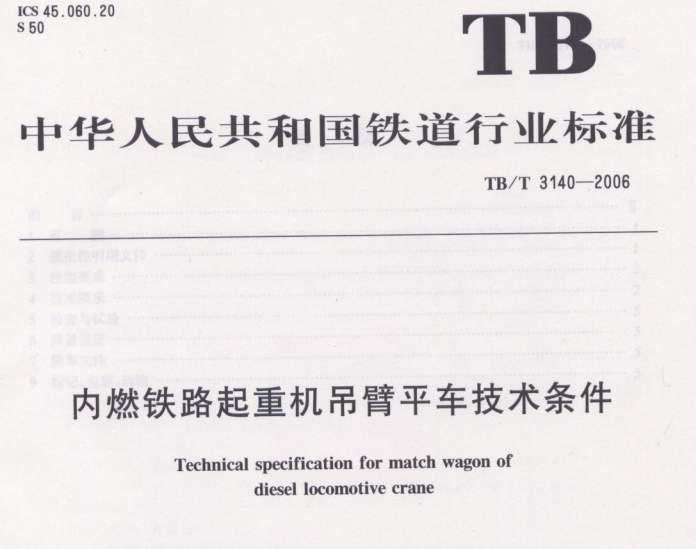 ICS 45.060.20
S 50
TB
中华人民共和国铁道行业标准
TB/T 3140—2006
内燃铁路起重机吊臂平车技术条件
Technical specification for match wagon of
diesel locomotive crane